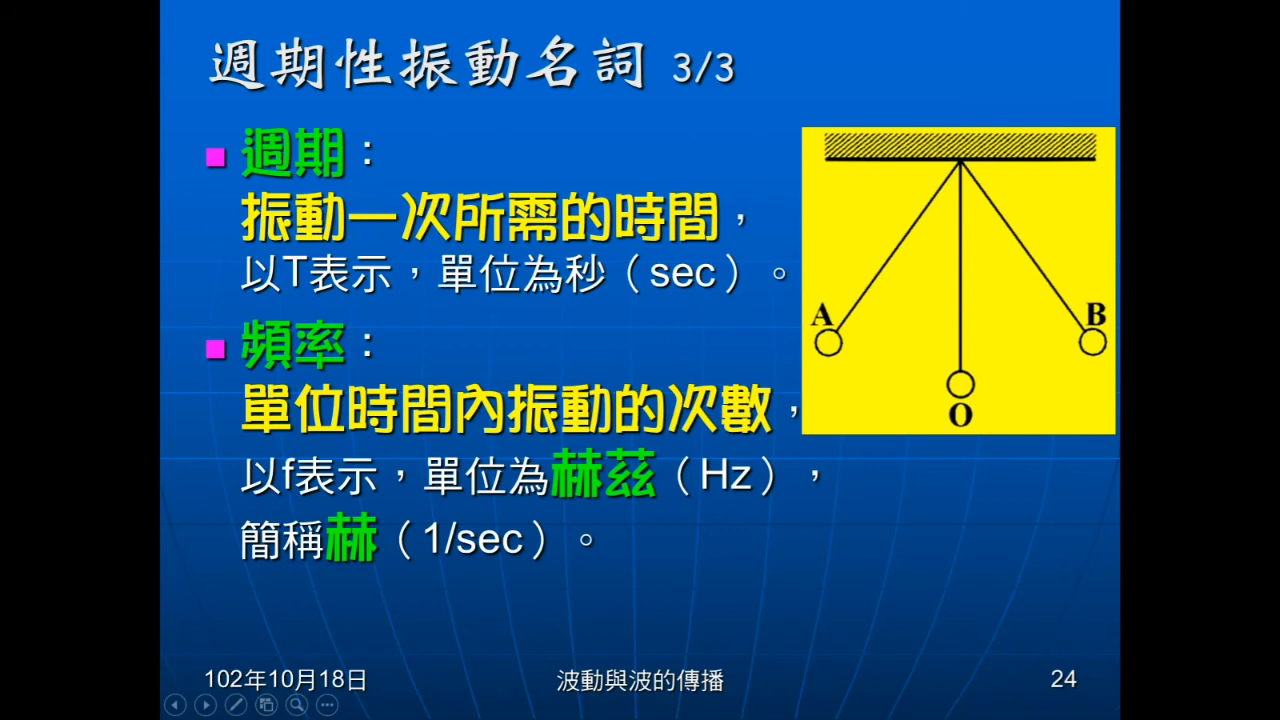 週期性振動名詞 3/3
週期：
振動一次所需的時間，
以T表示，單位為秒（sec）。
頻率：
單位時間內振動的次數，
以f表示，單位為赫茲（Hz），
簡稱赫（1/sec）。
A
B
O
102年10月18日
波動與波的傳播
24